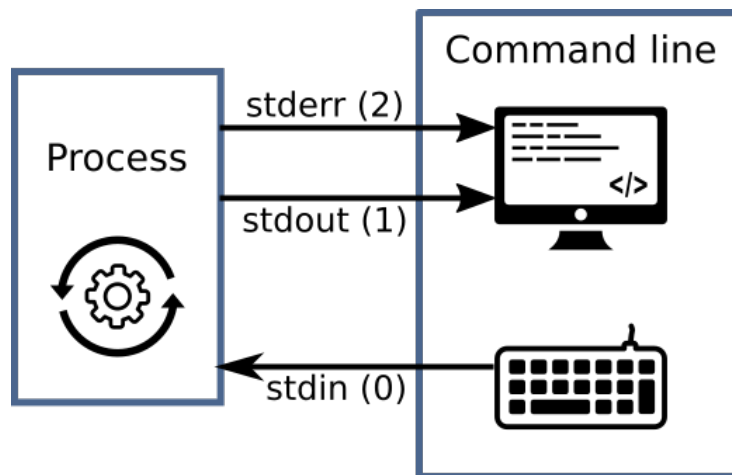 Command line
stderr (2)
Process
</>
stdout (1)
stdin (0)